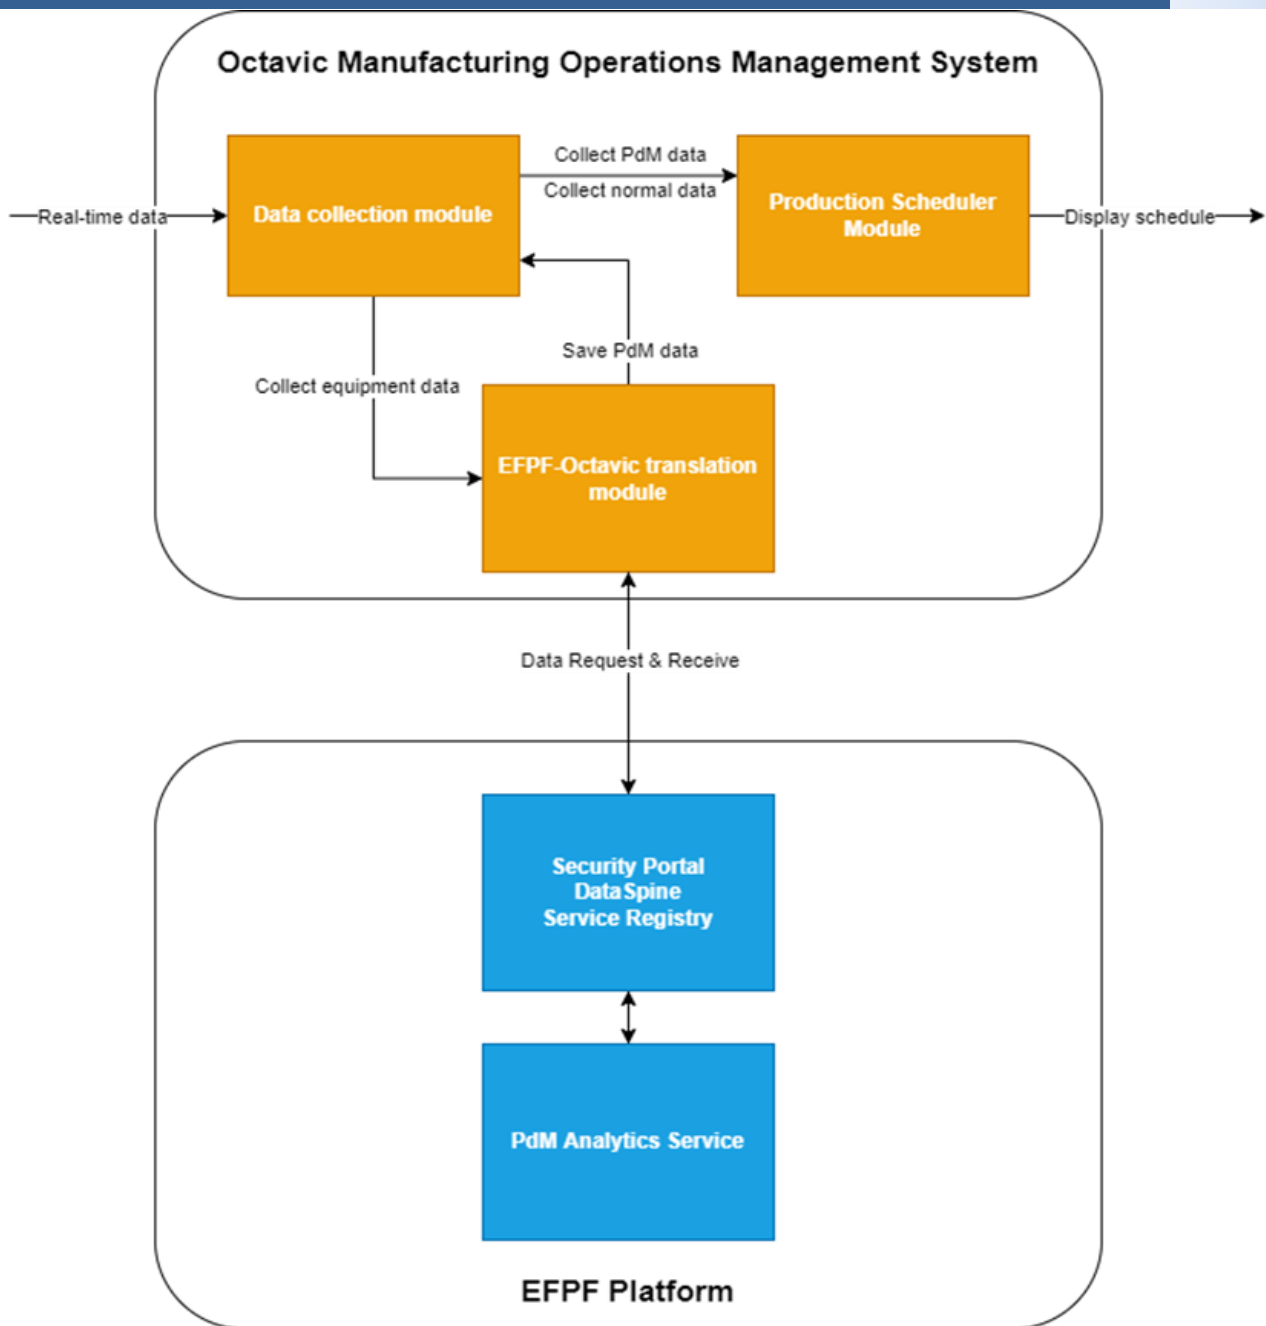 Octavic Manufacturing Operations Management System
Collect PdM data
Collect normal data
Real-time data
Data collection module
Production Scheduler
Module
Display schedule
Save PdM data
Collect equipment data
EFPF-Octavic translation
module
Data Request & Receive
Security Portal
DataSpine
Service Registry
PdM Analytics Service
EFPF Platform